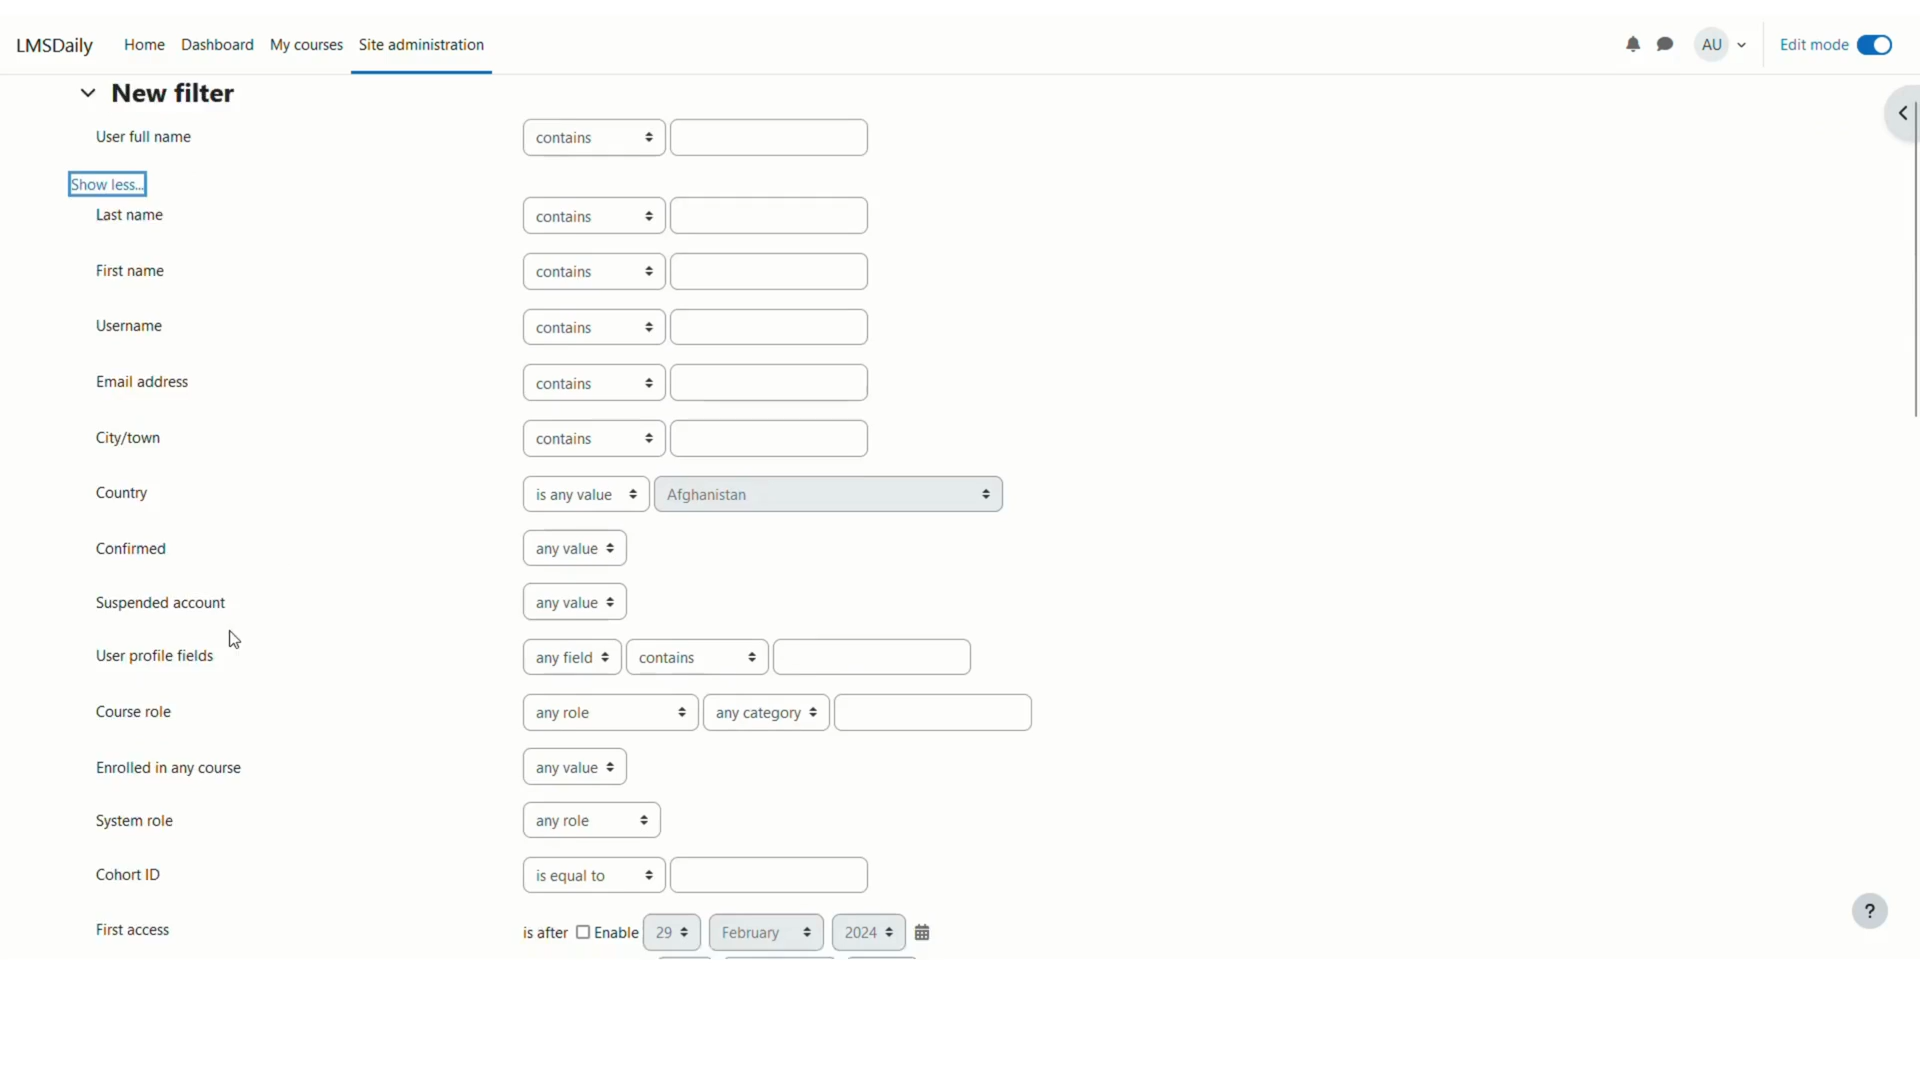 LMSDaily Home Dashboard My courses Site administration AU Edit mode
New filter
User full name contains
Show less...
Last name contains
First name contains
Username contains
Email address contains
City/town contains
Country is any value Afghanistan
Confirmed any value
Suspended account any value
User profile fields any field contains
Course role any role any category
Enrolled in any course any value
System role any role
Cohort ID is equal to
?
First access is after Enable 29 February 2024